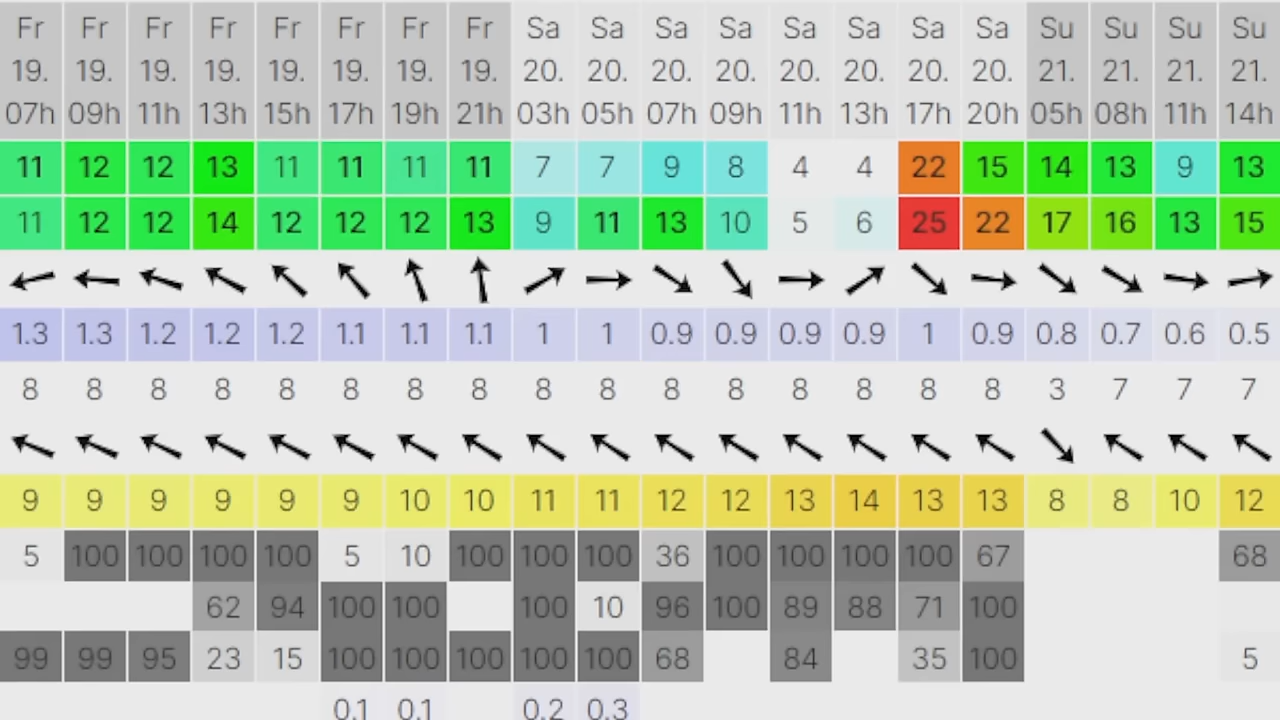 Fr Fr Fr Fr Fr Fr Fr Fr Sa Sa Sa Sa Sa Sa Sa Sa Su Su Su Su
19. 19. 19. 19. 19. 19. 19. 19. 20. 20. 20. 20. 20. 20. 20. 20. 21. 21. 21. 21.
07h 09h 11h 13h 15h 17h 19h 21h 03h 05h 07h 09h 11h 13h 17h 20h 05h 08h 11h 14h
11 12 12 13 11 11 11 11 7 7 9 8 4 4 22 15 14 13 9 13
11 12 12 14 12 12 12 13 9 11 13 10 5 6 25 22 17 16 13 15
1.3 1.3 1.2 1.2 1.2 1.1 1.1 1.1 1 1 0.9 0.9 0.9 0.9 1 0.9 0.8 0.7 0.6 0.5
8 8 8 8 8 8 8 8 8 8 8 8 8 8 8 8 3 7 7 7
9 9 9 9 9 9 10 10 11 11 12 12 13 14 13 13 8 8 10 12
5 100 100 100 100 5 10 100 100 100 36 100 100 100 100 67 68
62 94 100 100 100 10 96 100 89 88 71 100
99 99 95 23 15 100 100 100 100 100 68 84 35 100 5
0.1 0.1 0.2 0.3